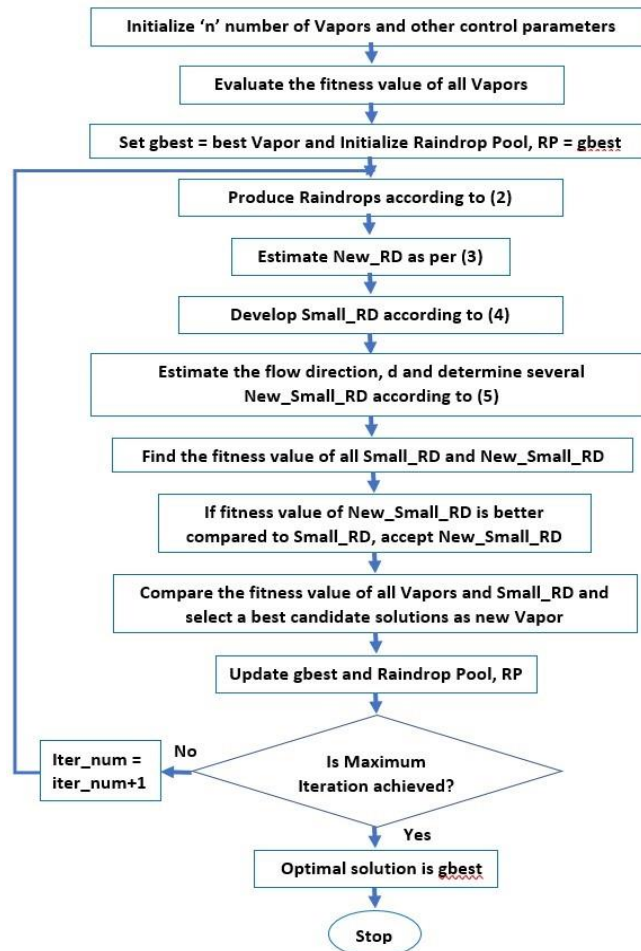 Initialize ‘n’ number of Vapors and other control parameters
Evaluate the fitness value of all Vapors
Set gbest = best Vapor and Initialize Raindrop Pool, RP = gbest
Produce Raindrops according to (2)
Estimate New_RD as per (3)
Develop Small_RD according to (4)
Estimate the flow direction, d and determine several
New_Small_RD according to (5)
Find the fitness value of all Small_RD and New_Small_RD
If fitness value of New_Small_RD is better
compared to Small_RD, accept New_Small_RD
Compare the fitness value of all Vapors and Small_RD and
select a best candidate solutions as new Vapor
Update gbest and Raindrop Pool, RP
Is Maximum
Iteration achieved?
No
Iter_num =
iter_num+1
Yes
Optimal solution is gbest
Stop